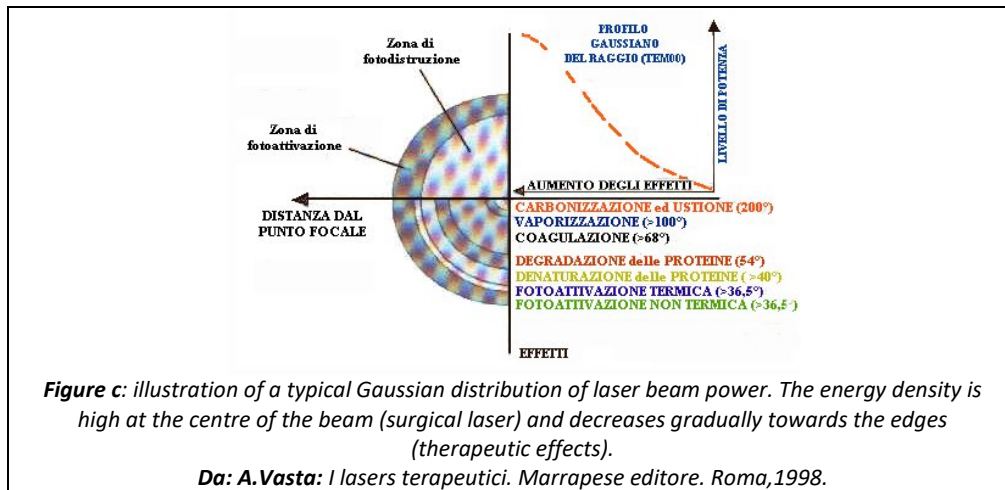 PROFILO
GAUSSIANO
DEL RAGGIO (TEM00)
LIVELLO DI POTENZA
Zona di
fotodistruzione
Zona di
fotoattivazione
AUMENTO DEGLI EFFETTI
DISTANZA DAL
PUNTO FOCALE
CARBONIZZAZIONE ed USTIONE (200°)
VAPORIZZAZIONE (>100°)
COAGULAZIONE (>68°)
DEGRADAZIONE delle PROTEINE (54°)
DENATURAZIONE delle PROTEINE ( >40°)
FOTOATTIVAZIONE TERMICA (>36,5°)
FOTOATTIVAZIONE NON TERMICA (>36,5°)
EFFETTI
Figure c: illustration of a typical Gaussian distribution of laser beam power. The energy density is
high at the centre of the beam (surgical laser) and decreases gradually towards the edges
(therapeutic effects).
Da: A.Vasta: I lasers terapeutici. Marrapese editore. Roma,1998.